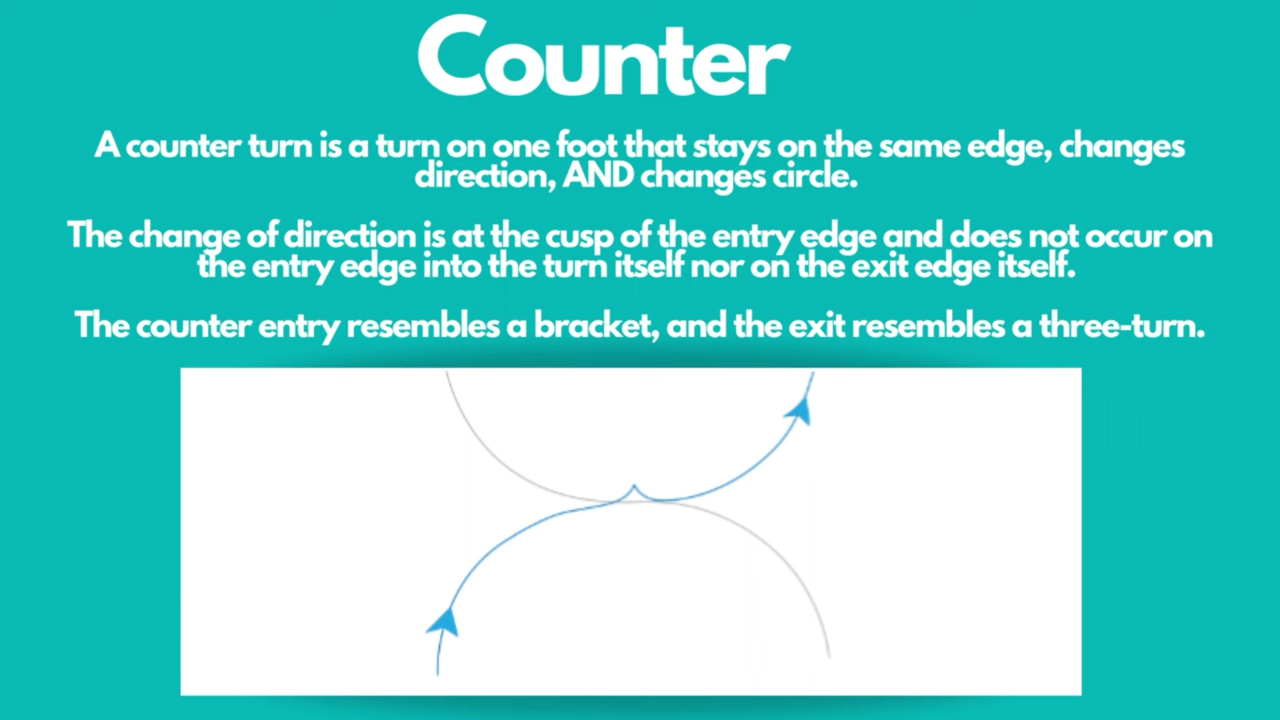 Counter
A counter turn is a turn on one foot that stays on the same edge, changes
direction, AND changes circle.
The change of direction is at the cusp of the entry edge and does not occur on
the entry edge into the turn itself nor on the exit edge itself.
The counter entry resembles a bracket, and the exit resembles a three-turn.